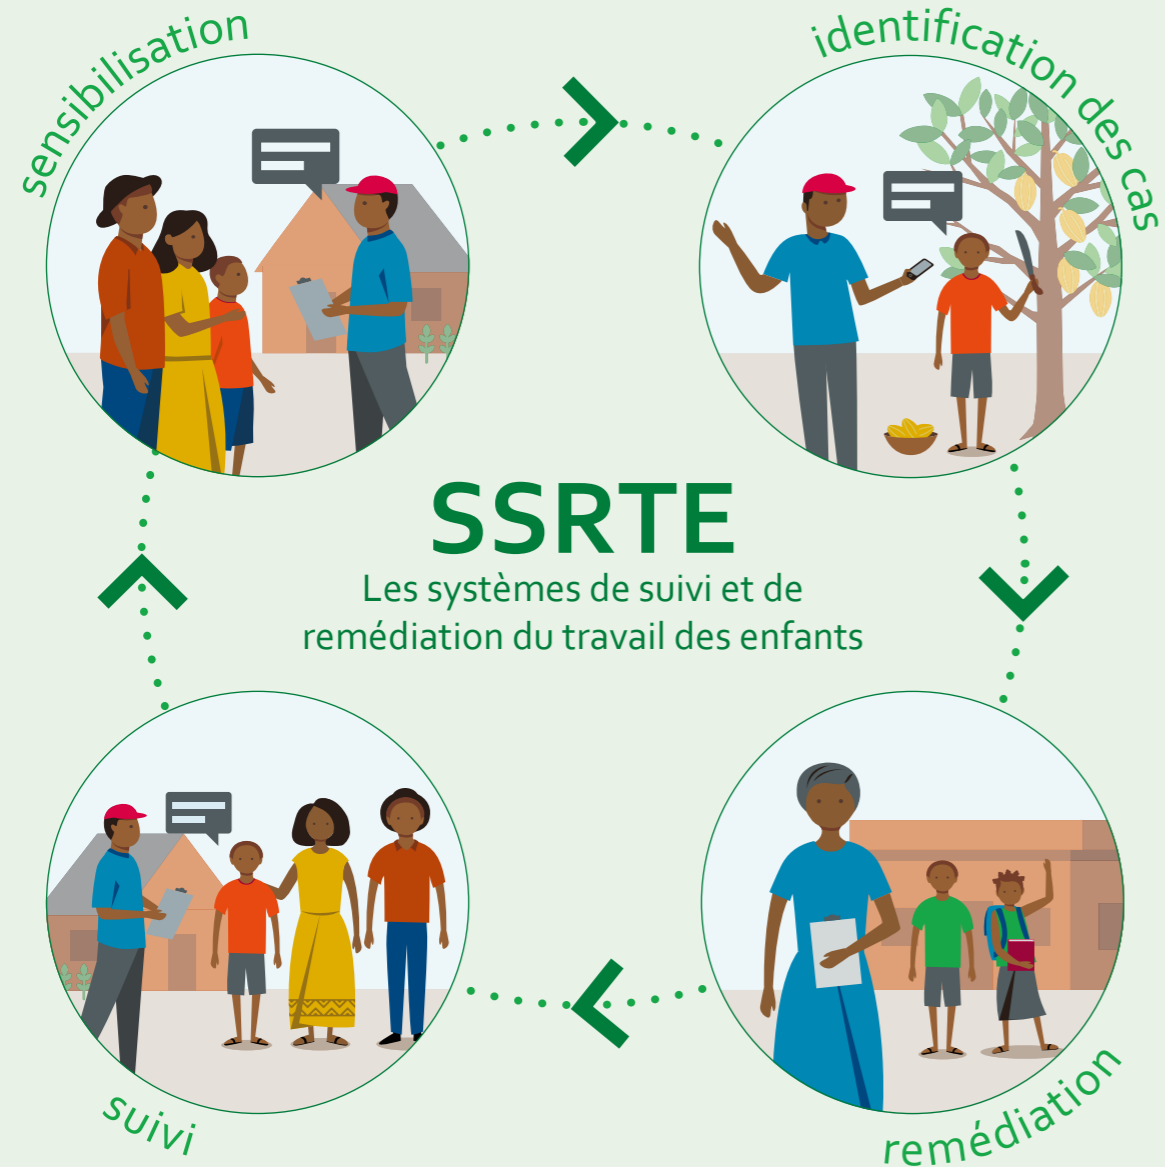 sensibilisation
identification des cas
SSRTE
Les systèmes de suivi et de
remédiation du travail des enfants
suivi
remédiation